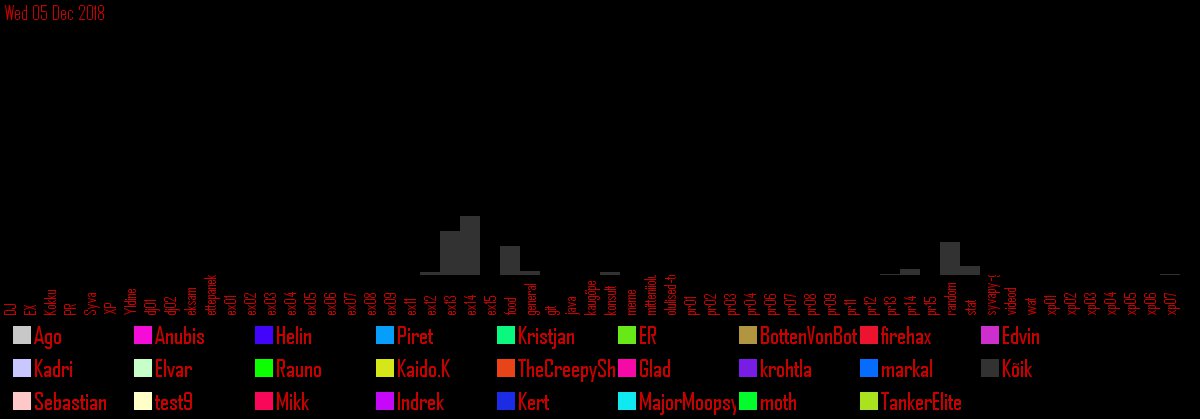 Wed 05 Dec 2018
DJ EX Kokku PR Syva XP Yldine dj01 dj02 eksam ettepanek ex01 ex02 ex03 ex04 ex05 ex06 ex07 ex08 ex09 ex11 ex12 ex13 ex14 ex15 food general git java kaugõpe konsult meme mitteniloli. olulised-h pr01 pr02 pr03 pr04 pr06 pr07 pr08 pr09 pr11 pr12 pr13 pr14 pr15 random stat videod wat xp01 xp02 xp03 xp04 xp05 xp06 xp07
Ago Anubis Helin Piret Kristjan ER BottenVonBot firehax Edvin
Kadri Elvar Rauno Kaido.K TheCreepySh Glad krohtla markal Kõik
Sebastian test9 Mikk Indrek Kert MajorMoopsy moth TankerElite